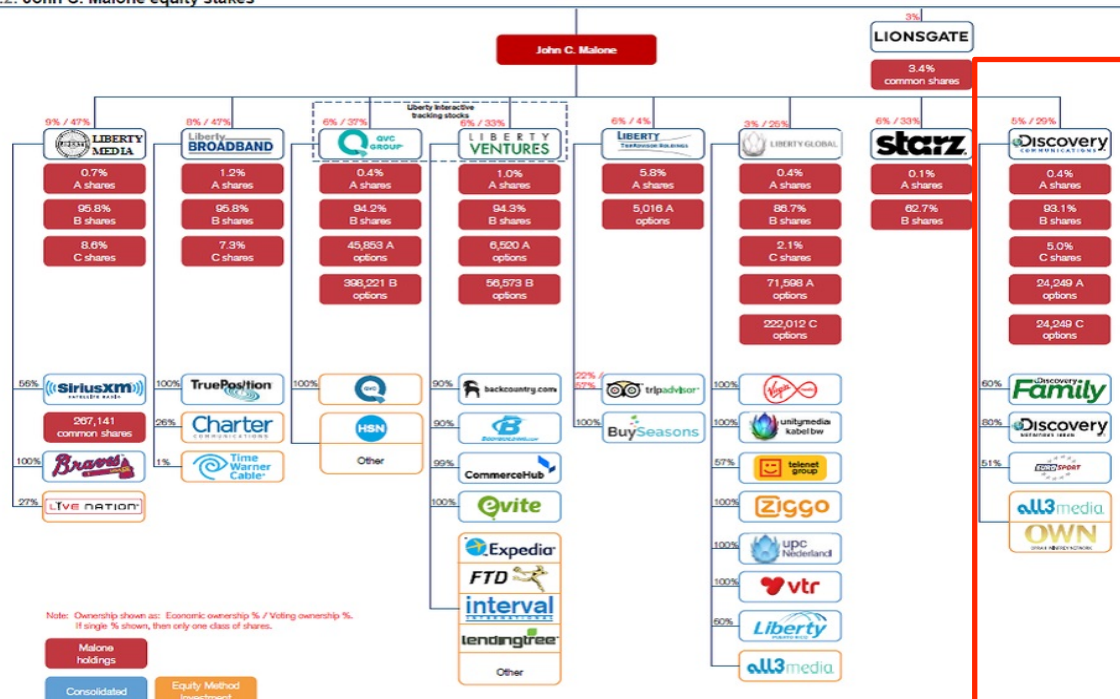 John C. Malone equity stakes
John C. Malone
3%
LIONSGATE
3.4%
common shares
Liberty Interactive
tracking stocks
9% / 47%
LIBERTY
MEDIA
0.7%
A shares
95.8%
B shares
8.6%
C shares
56%
SiriusXM
SATELLITE RADIO
267,141
common shares
100%
Braves
27%
LIVE NATION
8% / 47%
Liberty
BROADBAND
1.2%
A shares
95.8%
B shares
7.3%
C shares
100%
TruePosition
26%
Charter
COMMUNICATIONS
1%
Time
Warner
Cable
6% / 37%
Q
QVC
GROUP
0.4%
A shares
94.2%
B shares
45,853 A
options
398,221 B
options
100%
QVC
HSN
Other
6% / 33%
LIBERTY
VENTURES
1.0%
A shares
94.3%
B shares
6,520 A
options
56,573 B
options
90%
backcountry.com
90%
BODYBUILDING.COM
99%
CommerceHub
100%
evite
Expedia
FTD
interval
INTERNATIONAL
lendingtree
Other
6% / 4%
LIBERTY
TRIPADVISOR HOLDINGS
5.8%
A shares
5,016 A
options
22% /
57%
tripadvisor
100%
BuySeasons
3% / 25%
LIBERTY GLOBAL
0.4%
A shares
86.7%
B shares
2.1%
C shares
71,598 A
options
222,012 C
options
100%
Virgin
100%
unitymedia
kabel bw
57%
telenet
group
100%
ziggo
100%
upc
Nederland
100%
vtr
60%
Liberty
PUERTO RICO
all3media
6% / 33%
starz
0.1%
A shares
62.7%
B shares
5% / 29%
Discovery
COMMUNICATIONS
0.4%
A shares
93.1%
B shares
5.0%
C shares
24,249 A
options
24,249 C
options
60%
Discovery
Family
80%
Discovery
51%
EUROSPORT
all3media
OWN
Note: Ownership shown as: Economic ownership % / Voting ownership %.
If single % shown, then only one class of shares.
Malone
holdings
Consolidated
Equity Method
Investment